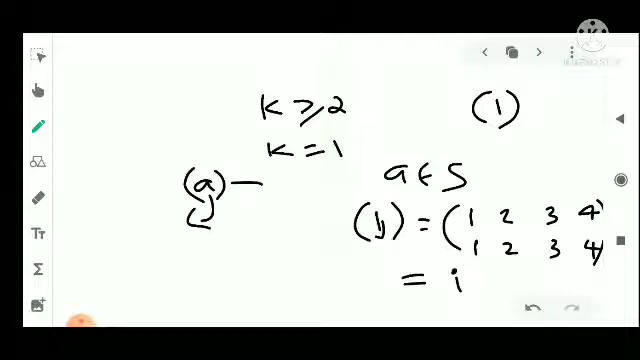 k ≥ 2
(1)
k = 1
(a) —
a ∈ S
(1) = (1 2 3 4)
(1 2 3 4)
= i